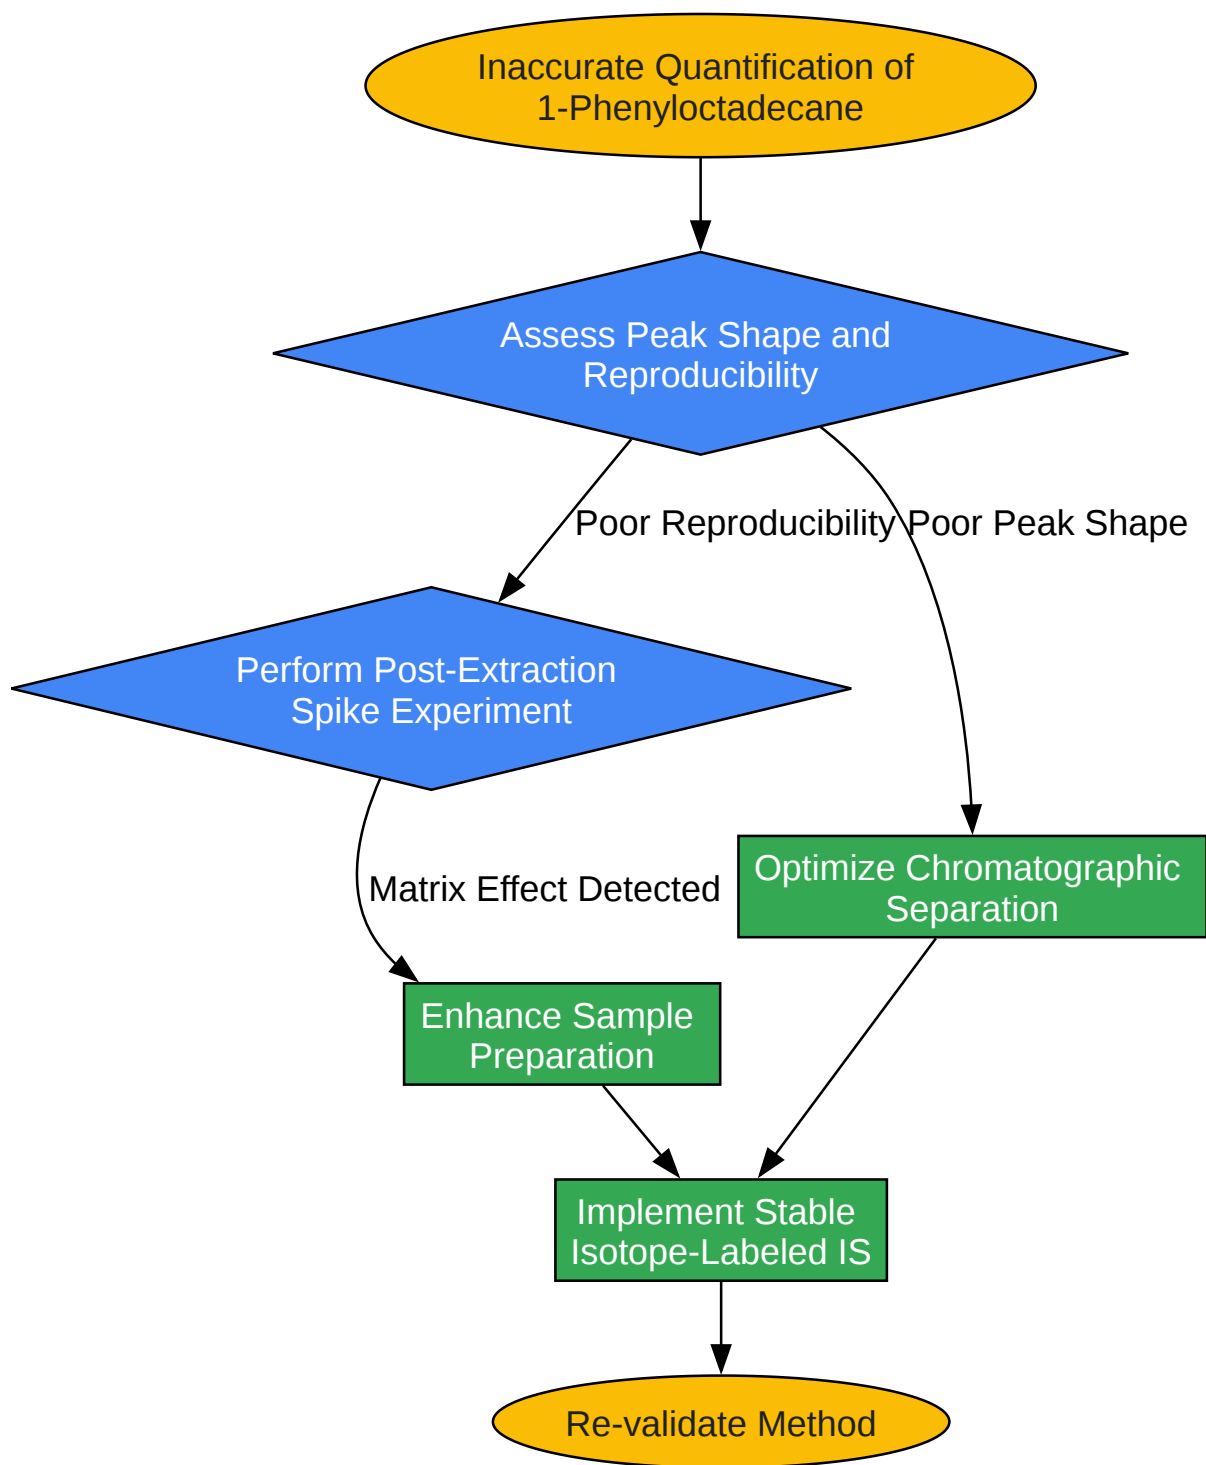 Inaccurate Quantification of
1-Phenyloctadecane
Assess Peak Shape and
Reproducibility
Poor Reproducibility
Poor Peak Shape
Perform Post-Extraction
Spike Experiment
Matrix Effect Detected
Optimize Chromatographic
Separation
Enhance Sample
Preparation
Implement Stable
Isotope-Labeled IS
Re-validate Method